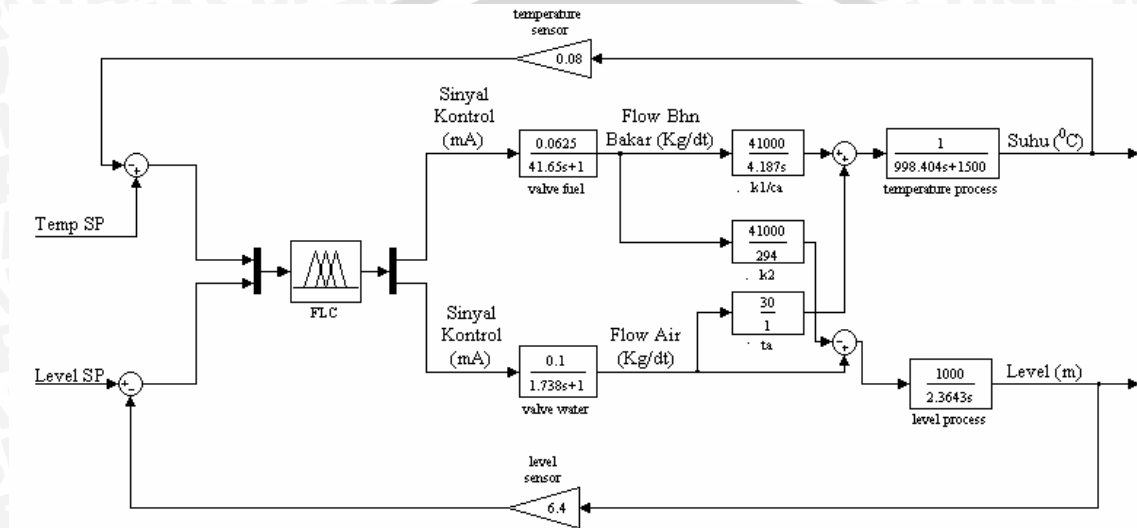 temperature
sensor
0.08
Sinyal
Kontrol
(mA)
0.0625
41.65s+1
valve fuel
Flow Bhn
Bakar (Kg/dt)
41000
4.187s
. k1/ca
1
998.404s+1500
temperature process
Suhu (⁰C)
Temp SP
41000
294
. k2
FLC
30
1
. ta
Sinyal
Kontrol
(mA)
0.1
1.738s+1
valve water
Flow Air
(Kg/dt)
Level SP
1000
2.3643s
level process
Level (m)
level
sensor
6.4